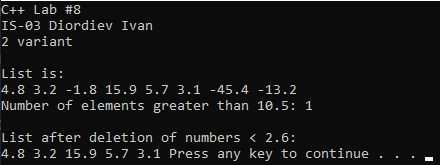 C++ Lab #8
IS-03 Diordiev Ivan
2 variant
List is:
4.8 3.2 -1.8 15.9 5.7 3.1 -45.4 -13.2
Number of elements greater than 10.5: 1
List after deletion of numbers < 2.6:
4.8 3.2 15.9 5.7 3.1 Press any key to continue . . .